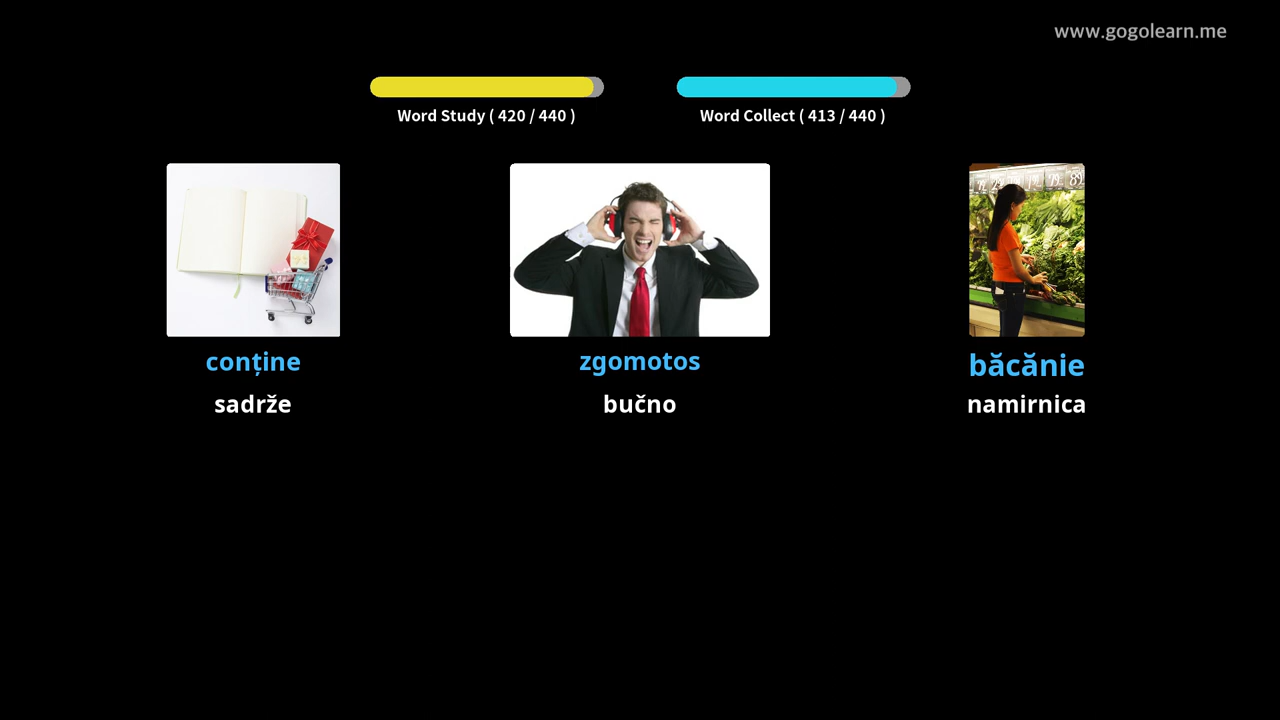 www.gogolearn.me
Word Study ( 420 / 440 )
Word Collect ( 413 / 440 )
conține
zgomotos
băcănie
sadrže
bučno
namirnica